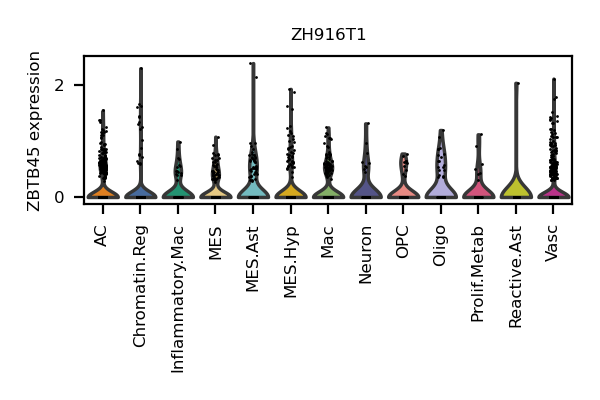 ZH916T1
ZBTB45 expression
2
0
AC
Chromatin.Reg
Inflammatory.Mac
MES
MES.Ast
MES.Hyp
Mac
Neuron
OPC
Oligo
Prolif.Metab
Reactive.Ast
Vasc